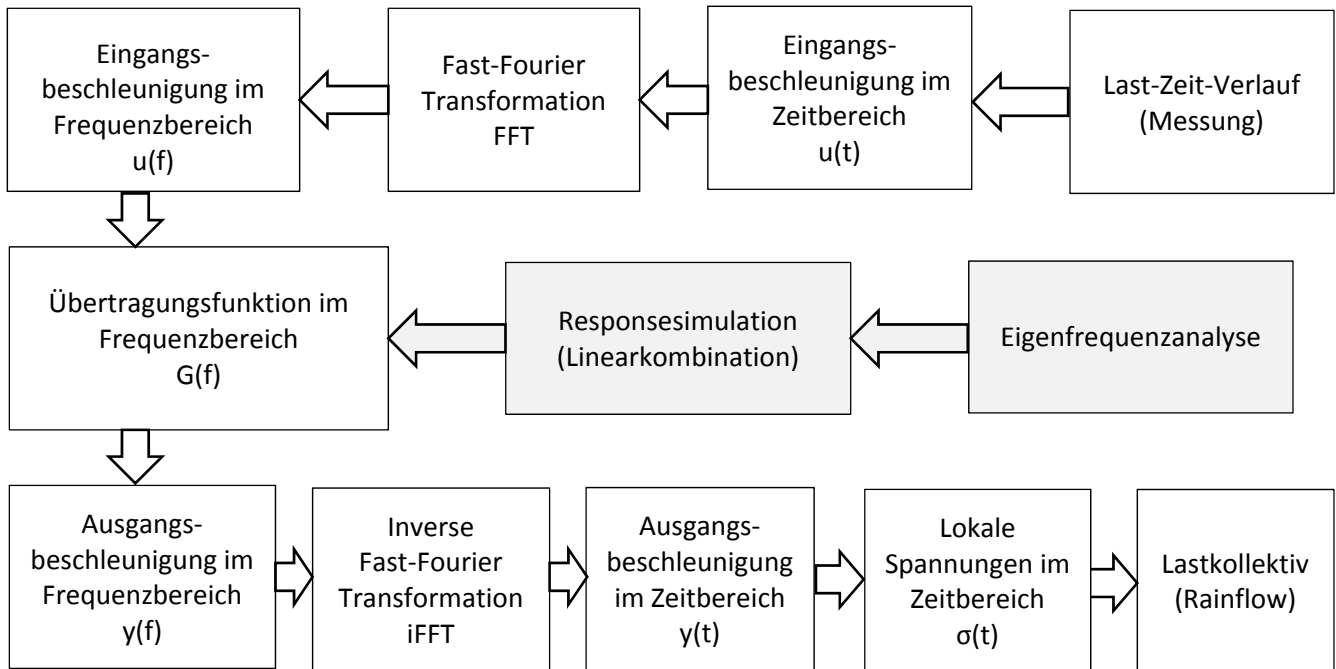 Eingangs-
beschleunigung im
Frequenzbereich
u(f)
Fast-Fourier
Transformation
FFT
Eingangs-
beschleunigung im
Zeitbereich
u(t)
Last-Zeit-Verlauf
(Messung)
Übertragungsfunktion im
Frequenzbereich
G(f)
Responsesimulation
(Linearkombination)
Eigenfrequenzanalyse
Ausgangs-
beschleunigung im
Frequenzbereich
y(f)
Inverse
Fast-Fourier
Transformation
iFFT
Ausgangs-
beschleunigung
im Zeitbereich
y(t)
Lokale
Spannungen im
Zeitbereich
σ(t)
Lastkollektiv
(Rainflow)